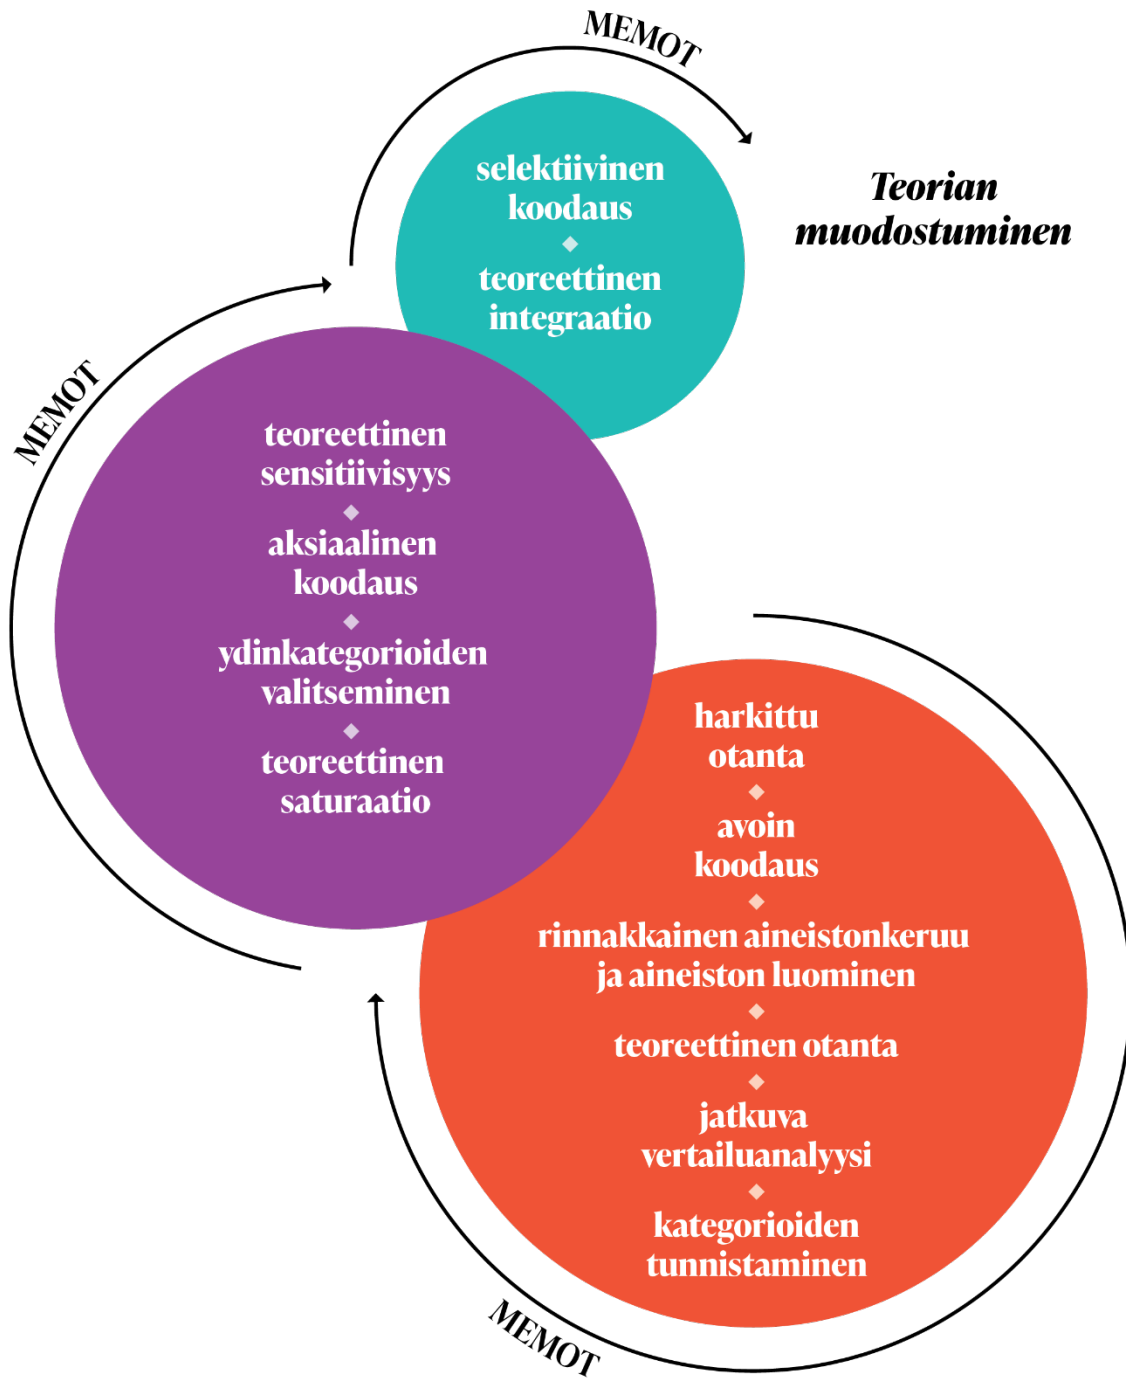 MEMOT
selektiivinen
koodaus
teoreettinen
integraatio
Teorian
muodostuminen
MEMOT
teoreettinen
sensitiivisyys
aksiaalinen
koodaus
ydinkategorioiden
valitseminen
teoreettinen
saturaatio
harkittu
otanta
avoin
koodaus
rinnakkainen aineistonkeruu
ja aineiston luominen
teoreettinen otanta
jatkuva
vertailuanalyysi
kategorioiden
tunnistaminen
MEMOT